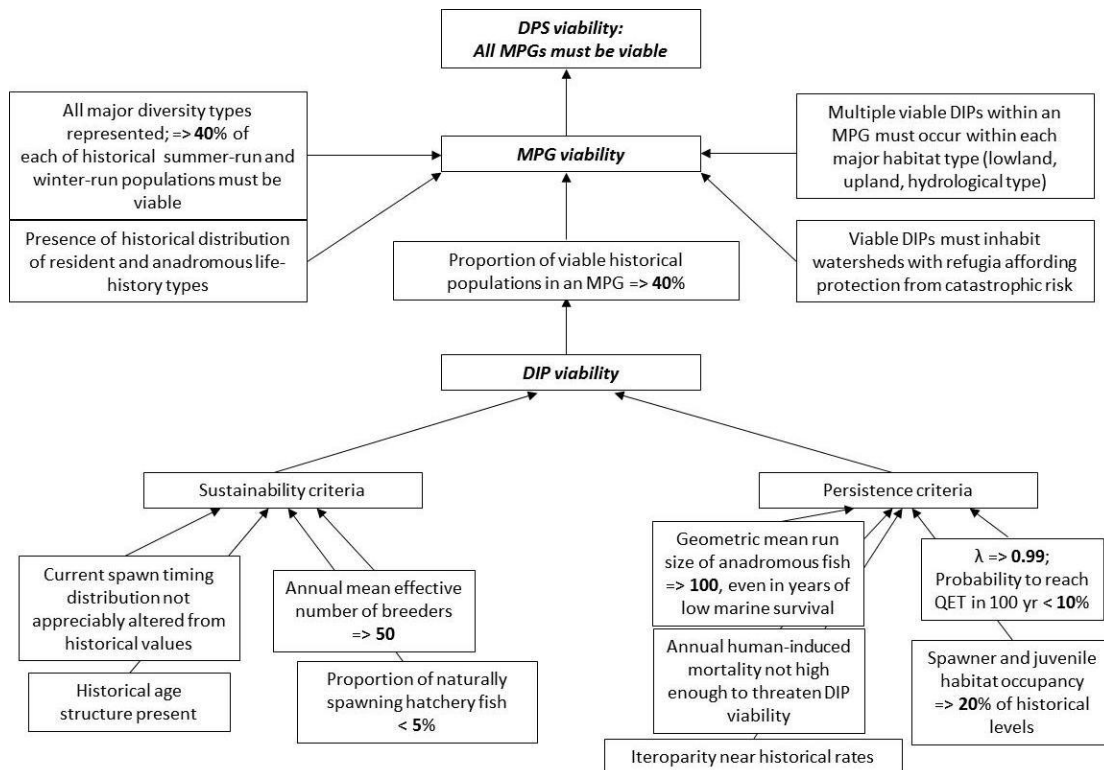 DPS viability:
All MPGs must be viable
All major diversity types
represented; => 40% of
each of historical summer-run and
winter-run populations must be
viable
MPG viability
Multiple viable DIPs within an
MPG must occur within each
major habitat type (lowland,
upland, hydrological type)
Presence of historical distribution
of resident and anadromous life-
history types
Proportion of viable historical
populations in an MPG => 40%
Viable DIPs must inhabit
watersheds with refugia affording
protection from catastrophic risk
DIP viability
Sustainability criteria
Persistence criteria
Current spawn timing
distribution not
appreciably altered from
historical values
Historical age
structure present
Annual mean effective
number of breeders
=> 50
Proportion of naturally
spawning hatchery fish
< 5%
Geometric mean run
size of anadromous fish
=> 100, even in years of
low marine survival
Annual human-induced
mortality not high
enough to threaten DIP
viability
Iteroparity near historical rates
λ => 0.99;
Probability to reach
QET in 100 yr < 10%
Spawner and juvenile
habitat occupancy
=> 20% of historical
levels